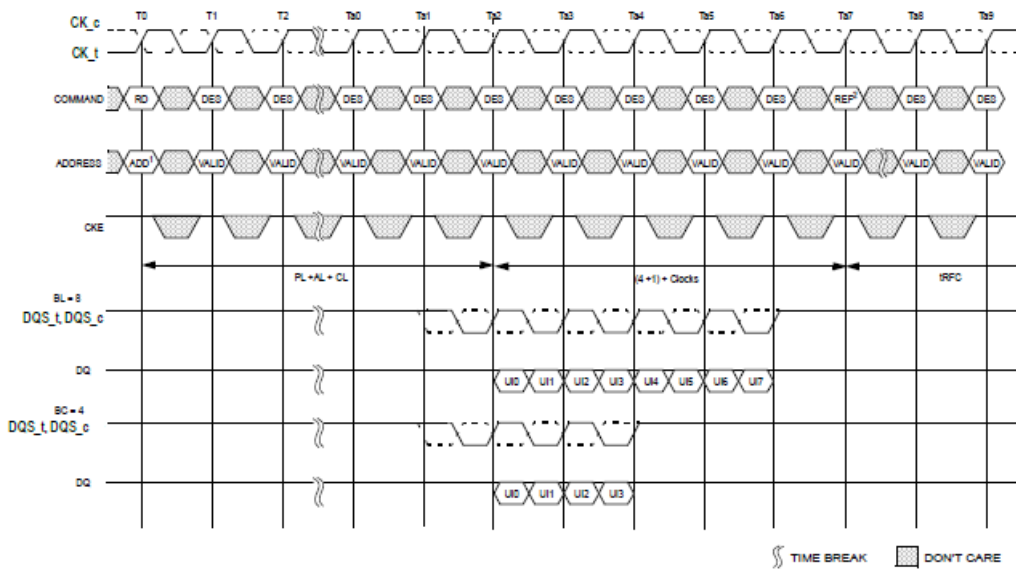 T0 T1 T2 Ta0 Ta1 Ta2 Ta3 Ta4 Ta5 Ta6 Ta7 Ta8 Ta9
CK_c
CK_t
COMMAND RD DES DES DES DES DES DES DES DES DES REF2 DES DES
ADDRESS ADD1 VALID VALID VALID VALID VALID VALID VALID VALID VALID VALID VALID VALID
CKE
PL +AL + CL (4 +1) + Clocks tRFC
BL = 8
DQS_t, DQS_c
DQ UI0 UI1 UI2 UI3 UI4 UI5 UI6 UI7
BC = 4
DQS_t, DQS_c
DQ UI0 UI1 UI2 UI3
TIME BREAK DON'T CARE